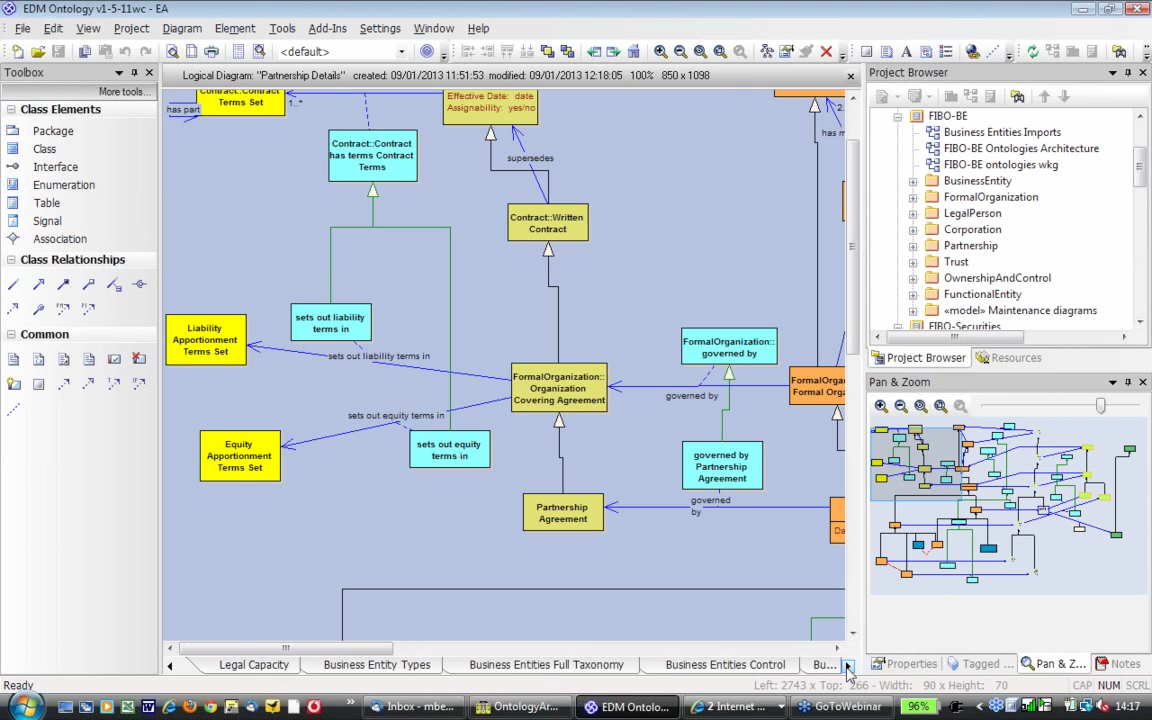 EDM Ontology v1-5-11wc - EA
File Edit View Project Diagram Element Tools Add-Ins Settings Window Help
<default>
Toolbox
More tools...
Class Elements
Package
Class
Interface
Enumeration
Table
Signal
Association
Class Relationships
Common
Logical Diagram: "Partnership Details" created: 09/01/2013 11:51:53 modified: 09/01/2013 12:18:05 100% 850 x 1098
Contract::Contract
Terms Set
has part
1..*
Effective Date: date
Assignability: yes/no
Contract::Contract
has terms Contract
Terms
supersedes
Contract::Written
Contract
2.
has m
sets out liability
terms in
Liability
Apportionment
Terms Set
sets out liability terms in
FormalOrganization::
Organization
Covering Agreement
FormalOrganization::
governed by
governed by
FormalOrga
Formal Orga
sets out equity terms in
sets out equity
terms in
Equity
Apportionment
Terms Set
governed by
Partnership
Agreement
governed
by
Partnership
Agreement
Da
Legal Capacity
Business Entity Types
Business Entities Full Taxonomy
Business Entities Control
Bu...
Project Browser
FIBO-BE
Business Entities Imports
FIBO-BE Ontologies Architecture
FIBO-BE ontologies wkg
BusinessEntity
FormalOrganization
LegalPerson
Corporation
Partnership
Trust
OwnershipAndControl
FunctionalEntity
«model» Maintenance diagrams
FIBO-Securities
Project Browser
Resources
Pan & Zoom
Properties
Tagged ...
Pan & Z...
Notes
Ready
Left: 2743 x Top: 266 - Width: 90 x Height: 70
CAP NUM SCRL
Inbox - mbe...
OntologyAr...
EDM Ontolo...
2 Internet ...
GoToWebinar
96%
14:17